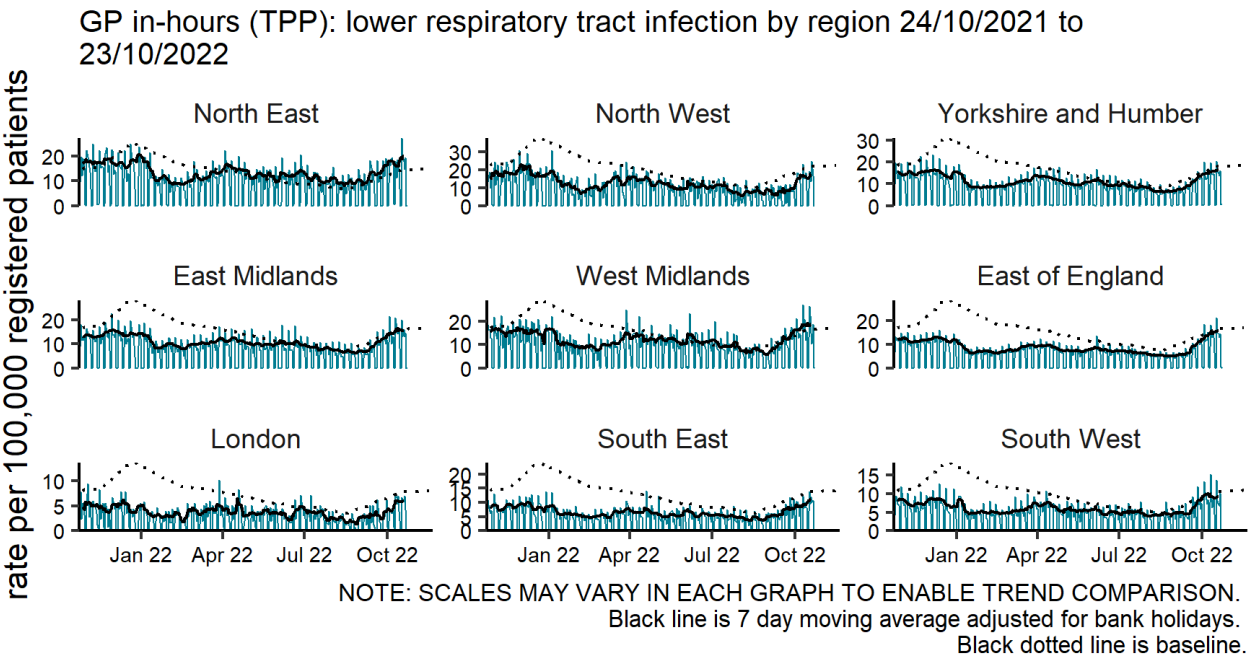 GP in-hours (TPP): lower respiratory tract infection by region 24/10/2021 to
23/10/2022
rate per 100,000 registered patients
North East
20
10
0
North West
30
20
10
0
Yorkshire and Humber
30
20
10
0
East Midlands
20
10
0
West Midlands
20
10
0
East of England
20
10
0
London
10
5
0
Jan 22 Apr 22 Jul 22 Oct 22
South East
20
15
10
5
0
Jan 22 Apr 22 Jul 22 Oct 22
South West
15
10
5
0
Jan 22 Apr 22 Jul 22 Oct 22
NOTE: SCALES MAY VARY IN EACH GRAPH TO ENABLE TREND COMPARISON.
Black line is 7 day moving average adjusted for bank holidays.
Black dotted line is baseline.